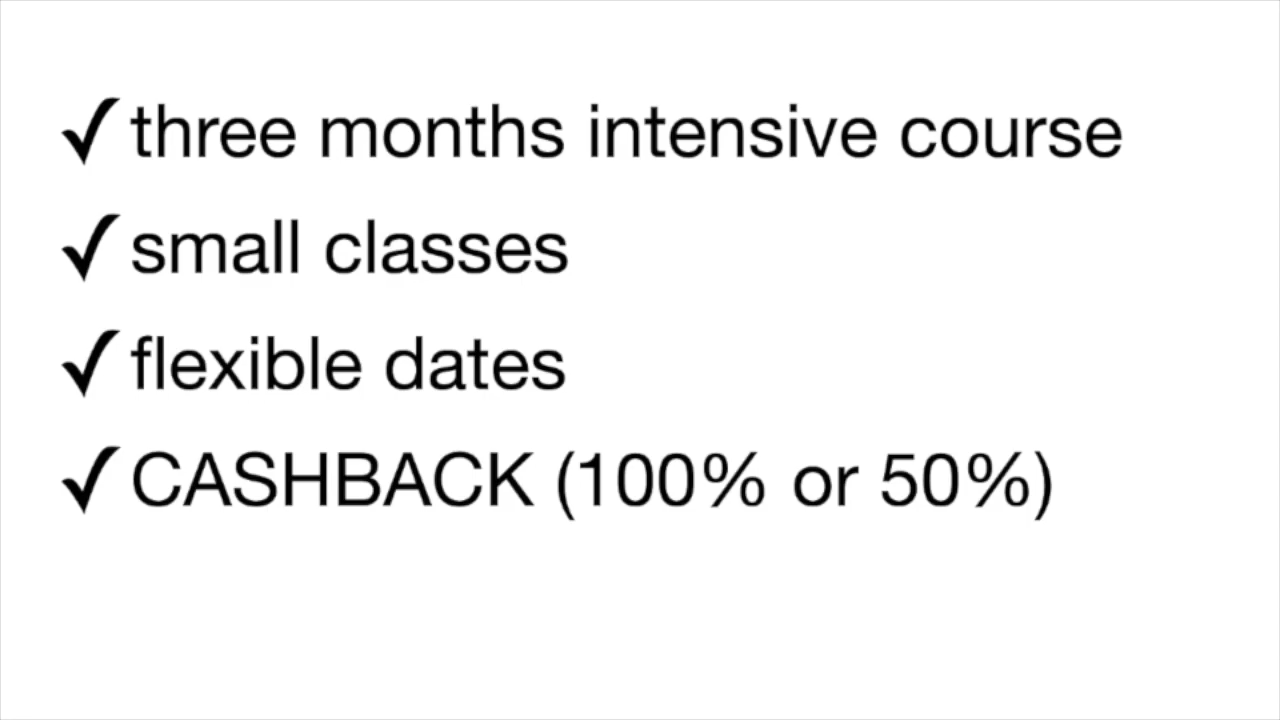 ✓three months intensive course
✓small classes
✓flexible dates
✓CASHBACK (100% or 50%)